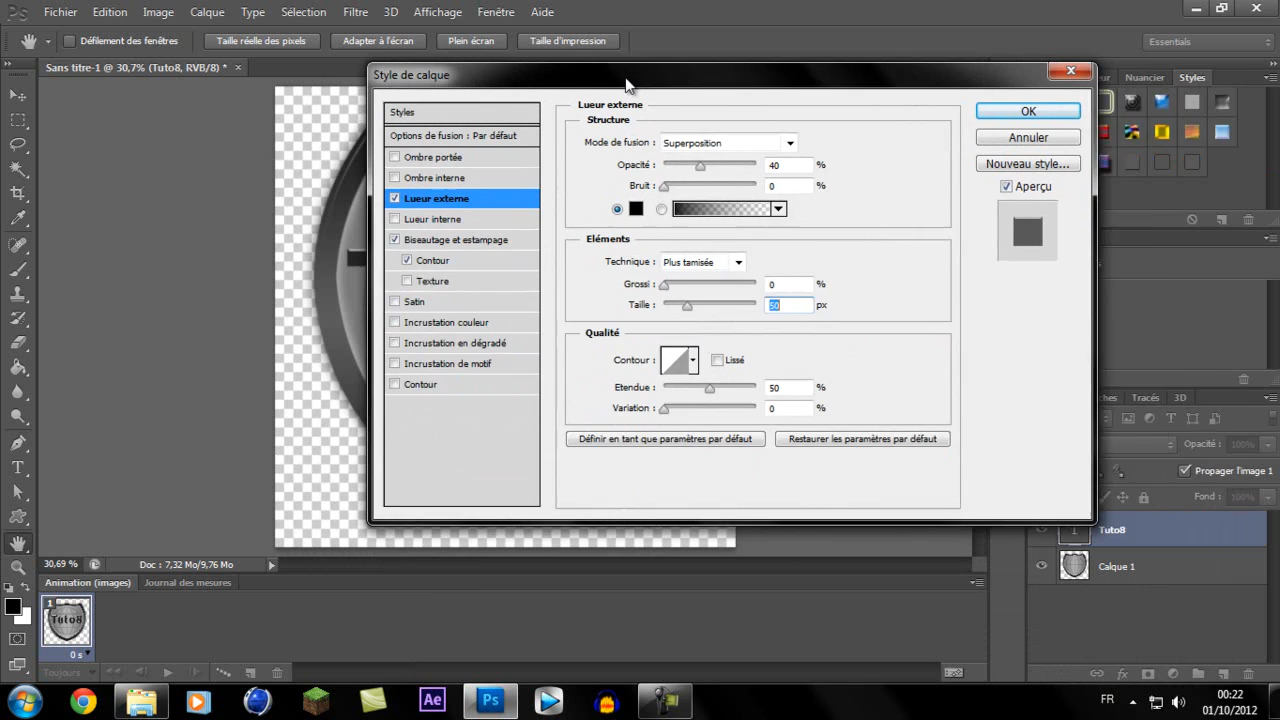 Ps Fichier Edition Image Calque Type Sélection Filtre 3D Affichage Fenêtre Aide
Défilement des fenêtres Taille réelle des pixels Adapter à l'écran Plein écran Taille d'impression Essentials
Sans titre-1 @ 30,7% (Tuto8, RVB/8) * ×
Style de calque
Nuancier Styles
Styles
Options de fusion : Par défaut
Ombre portée
Ombre interne
Lueur externe
Lueur interne
Biseautage et estampage
Contour
Texture
Satin
Incrustation couleur
Incrustation en dégradé
Incrustation de motif
Contour
Lueur externe
Structure
Mode de fusion : Superposition
Opacité : 40 %
Bruit : 0 %
Eléments
Technique : Plus tamisée
Grossi : 0 %
Taille : 50 px
Qualité
Contour : Lissé
Etendue : 50 %
Variation : 0 %
Définir en tant que paramètres par défaut Restaurer les paramètres par défaut
OK
Annuler
Nouveau style...
Aperçu
Tracés 3D
Opacité : 100%
Propager l'image 1
Fond : 100%
T Tuto8
Calque 1
30,69 % Doc : 7,32 Mo/9,76 Mo
Animation (images) Journal des mesures
1
Tuto8
0 s
Toujours
Ae Ps FR 00:22
01/10/2012